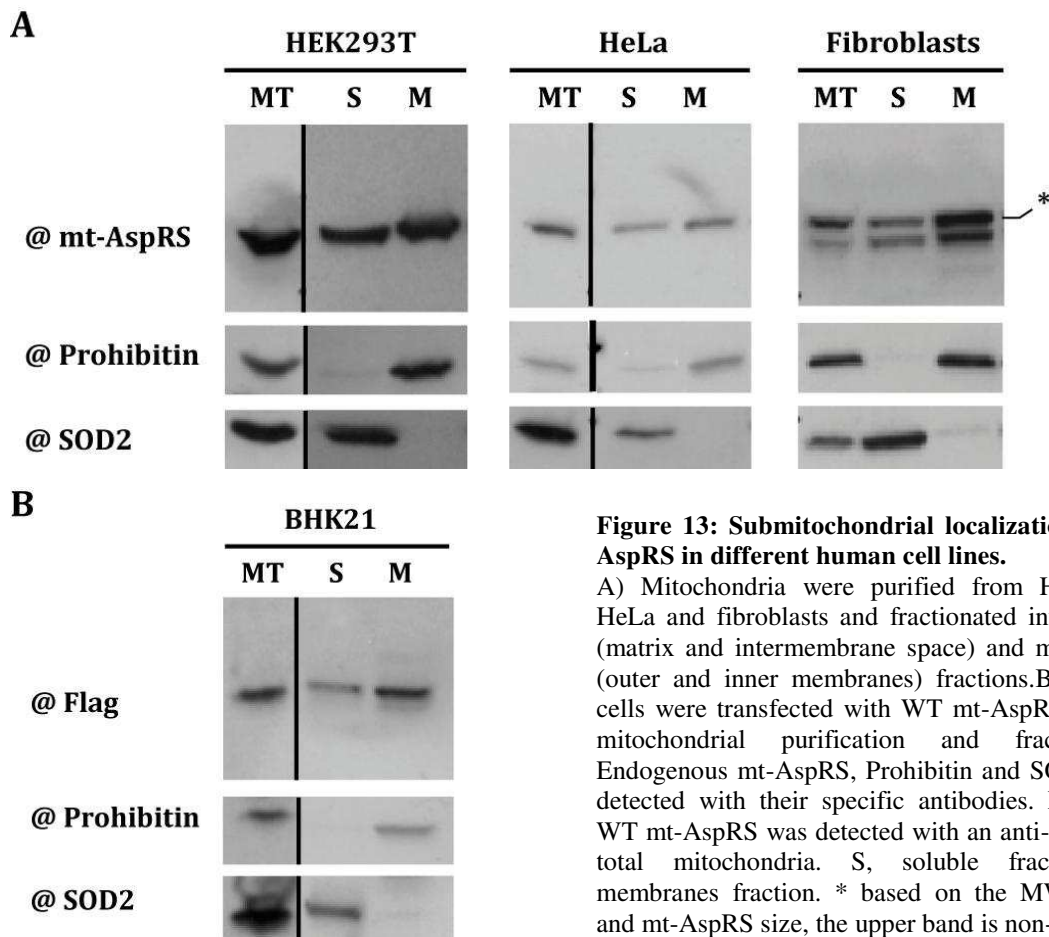 A
HEK293T HeLa Fibroblasts
MT S M MT S M MT S M
*
@ mt-AspRS
@ Prohibitin
@ SOD2
B
BHK21
MT S M
@ Flag
@ Prohibitin
@ SOD2
Figure 13: Submitochondrial localizatio
AspRS in different human cell lines.
A) Mitochondria were purified from H
HeLa and fibroblasts and fractionated in
(matrix and intermembrane space) and m
(outer and inner membranes) fractions.B
cells were transfected with WT mt-AspR
mitochondrial purification and frac
Endogenous mt-AspRS, Prohibitin and SO
detected with their specific antibodies.
WT mt-AspRS was detected with an anti-
total mitochondria. S, soluble frac
membranes fraction. * based on the MW
and mt-AspRS size, the upper band is non-